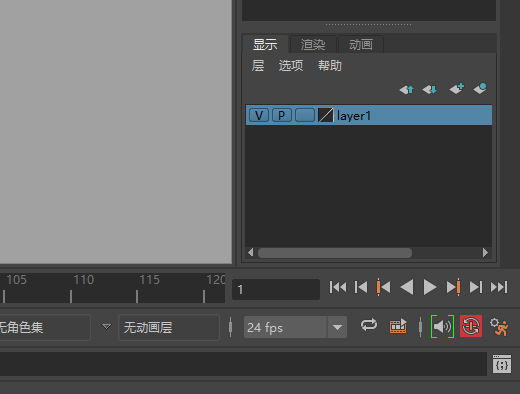 显示 渲染 动画
层 选项 帮助
V P layer1
105 110 115 120
1
无角色集 无动画层 24 fps